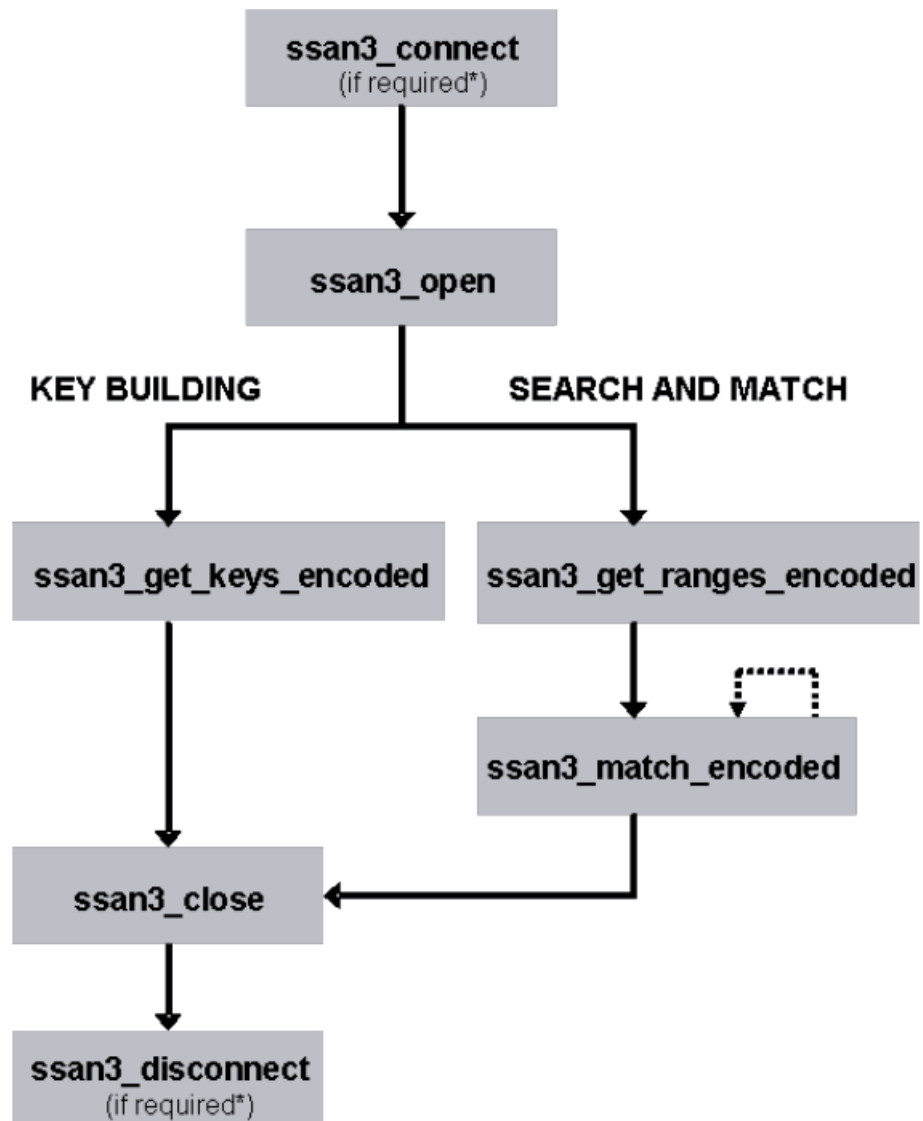 ssan3_connect
(if required*)
ssan3_open
KEY BUILDING
SEARCH AND MATCH
ssan3_get_keys_encoded
ssan3_get_ranges_encoded
ssan3_match_encoded
ssan3_close
ssan3_disconnect
(if required*)